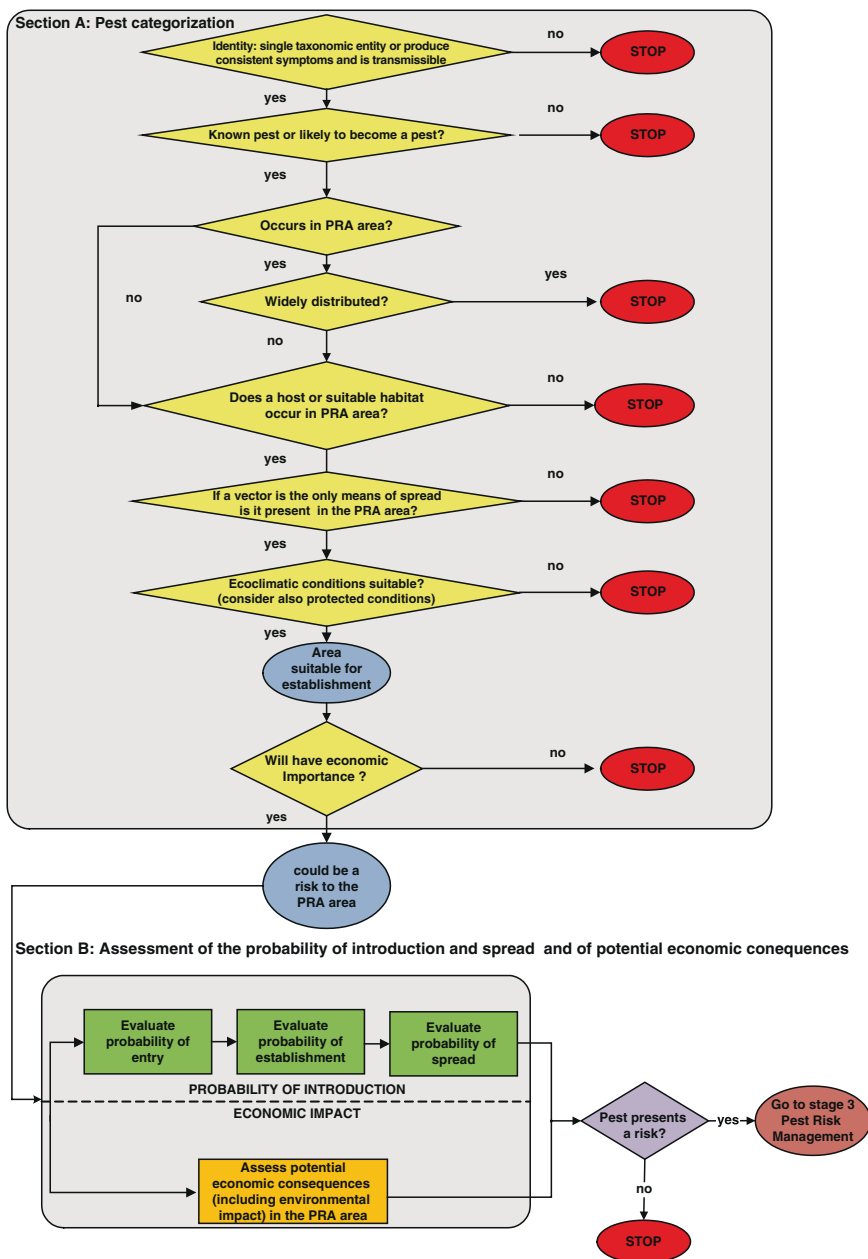 Section A: Pest categorization
Identity: single taxonomic entity or produce
consistent symptoms and is transmissible
no
STOP
yes
Known pest or likely to become a pest?
no
STOP
yes
Occurs in PRA area?
yes
no
Widely distributed?
yes
STOP
no
Does a host or suitable habitat
occur in PRA area?
no
STOP
yes
If a vector is the only means of spread
is it present in the PRA area?
no
STOP
yes
Ecoclimatic conditions suitable?
(consider also protected conditions)
no
STOP
yes
Area
suitable for
establishment
Will have economic
Importance ?
no
STOP
yes
could be a
risk to the
PRA area
Section B: Assessment of the probability of introduction and spread and of potential economic conequences
Evaluate
probability of
entry
Evaluate
probability of
establishment
Evaluate
probability of
spread
PROBABILITY OF INTRODUCTION
ECONOMIC IMPACT
Assess potential
economic consequences
(including environmental
impact) in the PRA area
Pest presents
a risk?
yes
Go to stage 3
Pest Risk
Management
no
STOP